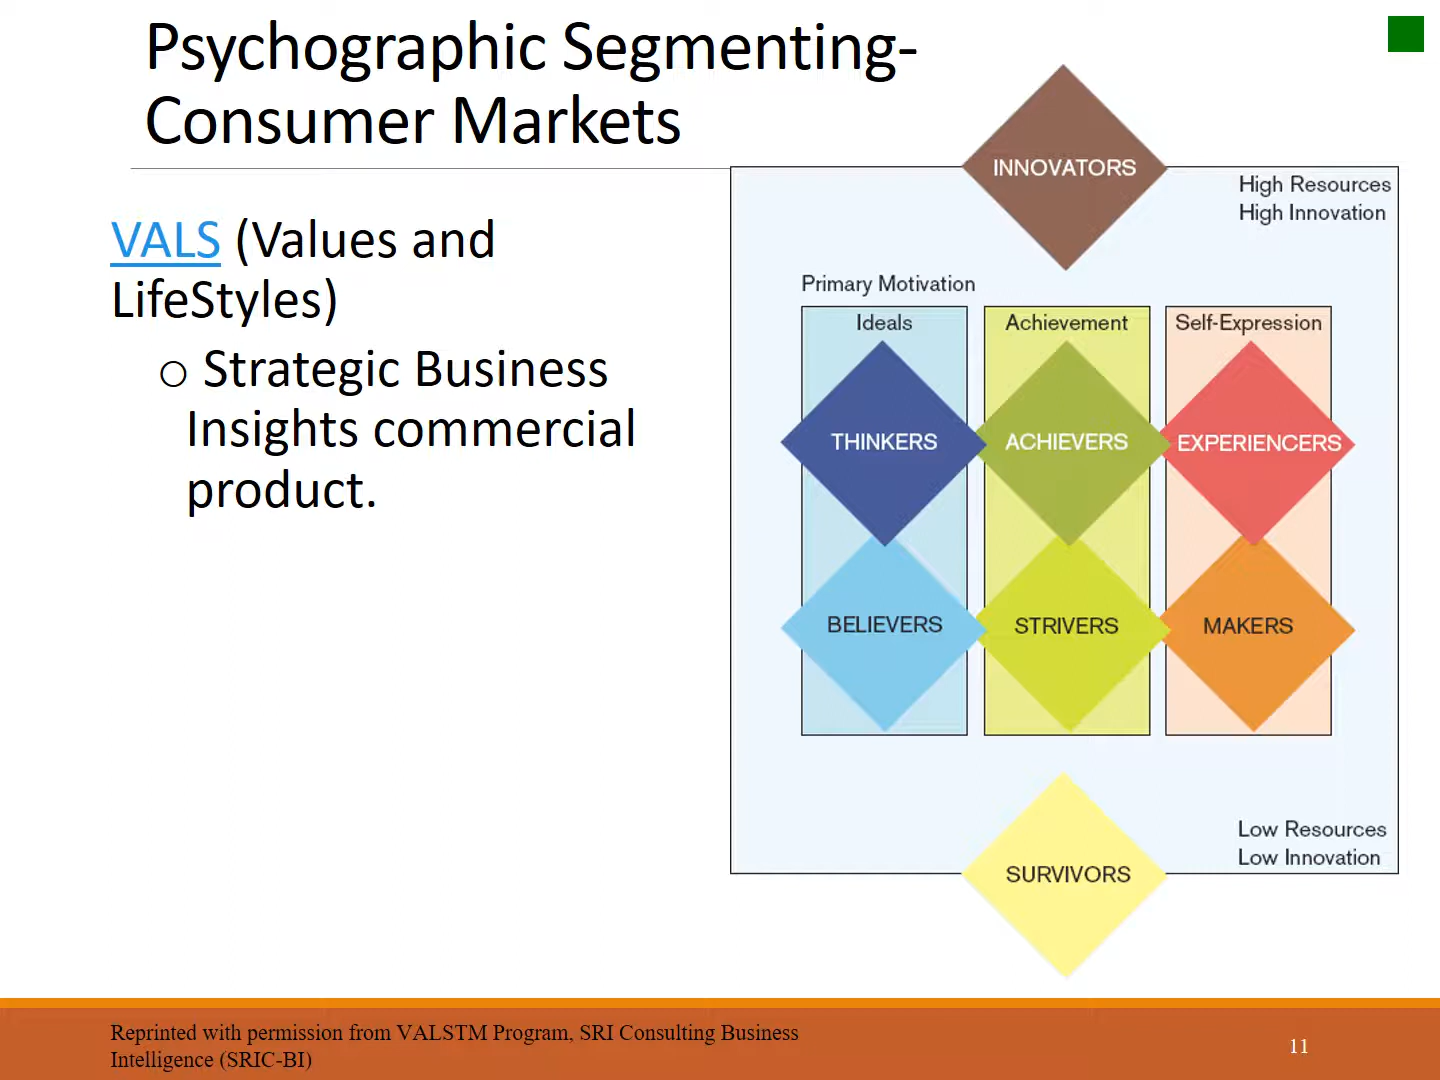 Psychographic Segmenting-
Consumer Markets
VALS (Values and
LifeStyles)
o Strategic Business
Insights commercial
product.
INNOVATORS
High Resources
High Innovation
Primary Motivation
Ideals
Achievement
Self-Expression
THINKERS
ACHIEVERS
EXPERIENCERS
BELIEVERS
STRIVERS
MAKERS
Low Resources
Low Innovation
SURVIVORS
Reprinted with permission from VALSTM Program, SRI Consulting Business
Intelligence (SRIC-BI)
11